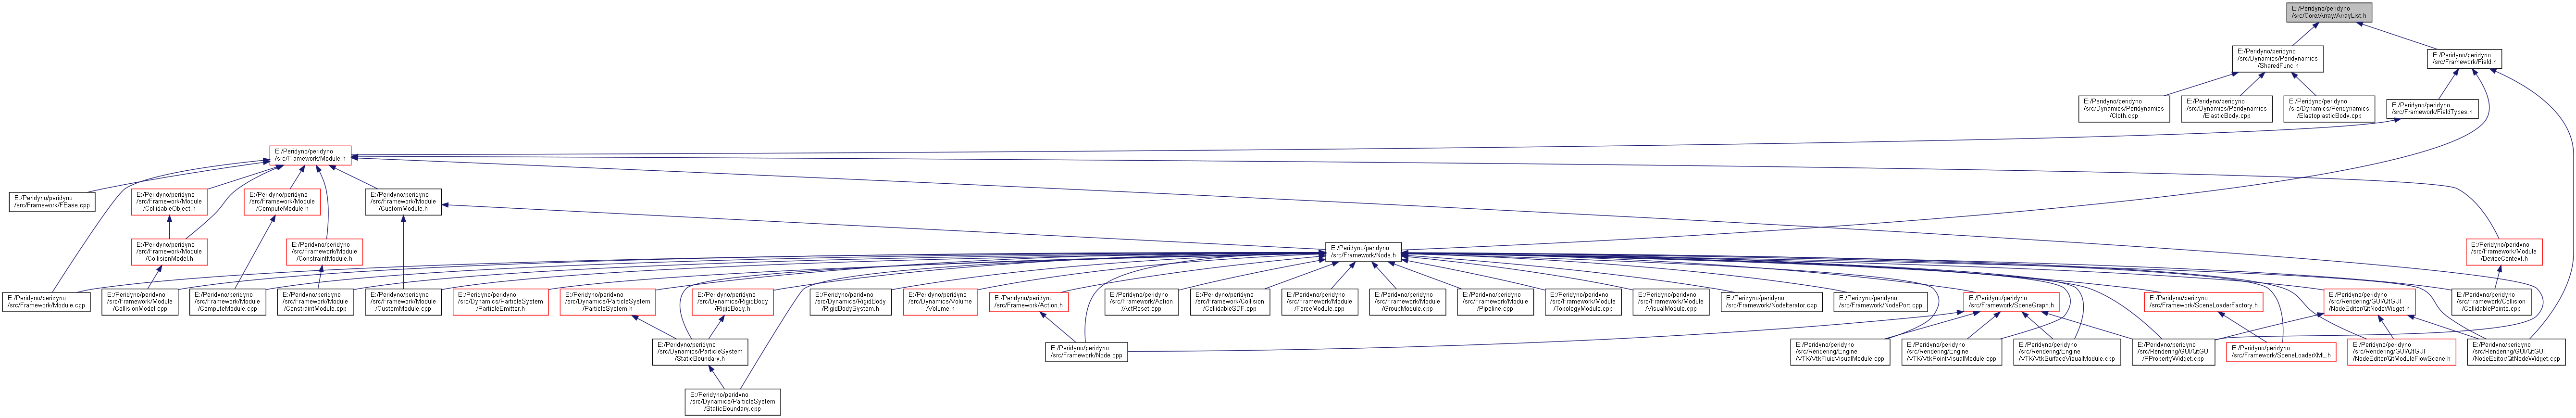 E:/Peridyno/peridyno
/src/Core/Array/ArrayList.h
E:/Peridyno/peridyno
/src/Dynamics/Peridynamics
/SharedFunc.h
E:/Peridyno/peridyno
/src/Framework/Field.h
E:/Peridyno/peridyno
/src/Dynamics/Peridynamics
/Cloth.cpp
E:/Peridyno/peridyno
/src/Dynamics/Peridynamics
/ElasticBody.cpp
E:/Peridyno/peridyno
/src/Dynamics/Peridynamics
/ElastoplasticBody.cpp
E:/Peridyno/peridyno
/src/Framework/FieldTypes.h
E:/Peridyno/peridyno
/src/Framework/Module.h
E:/Peridyno/peridyno
/src/Framework/FBase.cpp
E:/Peridyno/peridyno
/src/Framework/Module
/CollidableObject.h
E:/Peridyno/peridyno
/src/Framework/Module
/ComputeModule.h
E:/Peridyno/peridyno
/src/Framework/Module
/CustomModule.h
E:/Peridyno/peridyno
/src/Framework/Module
/CollisionModel.h
E:/Peridyno/peridyno
/src/Framework/Module
/ConstraintModule.h
E:/Peridyno/peridyno
/src/Framework/Node.h
E:/Peridyno/peridyno
/src/Framework/Module
/DeviceContext.h
E:/Peridyno/peridyno
/src/Framework/Module.cpp
E:/Peridyno/peridyno
/src/Framework/Module
/CollisionModel.cpp
E:/Peridyno/peridyno
/src/Framework/Module
/ComputeModule.cpp
E:/Peridyno/peridyno
/src/Framework/Module
/ConstraintModule.cpp
E:/Peridyno/peridyno
/src/Framework/Module
/CustomModule.cpp
E:/Peridyno/peridyno
/src/Dynamics/ParticleSystem
/ParticleEmitter.h
E:/Peridyno/peridyno
/src/Dynamics/ParticleSystem
/ParticleSystem.h
E:/Peridyno/peridyno
/src/Dynamics/RigidBody
/RigidBody.h
E:/Peridyno/peridyno
/src/Dynamics/RigidBody
/RigidBodySystem.h
E:/Peridyno/peridyno
/src/Dynamics/Volume
/Volume.h
E:/Peridyno/peridyno
/src/Framework/Action.h
E:/Peridyno/peridyno
/src/Framework/Action
/ActReset.cpp
E:/Peridyno/peridyno
/src/Framework/Collision
/CollidableSDF.cpp
E:/Peridyno/peridyno
/src/Framework/Module
/ForceModule.cpp
E:/Peridyno/peridyno
/src/Framework/Module
/GroupModule.cpp
E:/Peridyno/peridyno
/src/Framework/Module
/Pipeline.cpp
E:/Peridyno/peridyno
/src/Framework/Module
/TopologyModule.cpp
E:/Peridyno/peridyno
/src/Framework/Module
/VisualModule.cpp
E:/Peridyno/peridyno
/src/Framework/NodeIterator.cpp
E:/Peridyno/peridyno
/src/Framework/NodePort.cpp
E:/Peridyno/peridyno
/src/Framework/SceneGraph.h
E:/Peridyno/peridyno
/src/Framework/SceneLoaderFactory.h
E:/Peridyno/peridyno
/src/Rendering/GUI/QtGUI
/NodeEditor/QtNodeWidget.h
E:/Peridyno/peridyno
/src/Framework/Collision
/CollidablePoints.cpp
E:/Peridyno/peridyno
/src/Dynamics/ParticleSystem
/StaticBoundary.h
E:/Peridyno/peridyno
/src/Framework/Node.cpp
E:/Peridyno/peridyno
/src/Rendering/Engine
/VTK/VtkFluidVisualModule.cpp
E:/Peridyno/peridyno
/src/Rendering/Engine
/VTK/VtkPointVisualModule.cpp
E:/Peridyno/peridyno
/src/Rendering/Engine
/VTK/VtkSurfaceVisualModule.cpp
E:/Peridyno/peridyno
/src/Rendering/GUI/QtGUI
/PPropertyWidget.cpp
E:/Peridyno/peridyno
/src/Framework/SceneLoaderXML.h
E:/Peridyno/peridyno
/src/Rendering/GUI/QtGUI
/NodeEditor/QtModuleFlowScene.h
E:/Peridyno/peridyno
/src/Rendering/GUI/QtGUI
/NodeEditor/QtNodeWidget.cpp
E:/Peridyno/peridyno
/src/Dynamics/ParticleSystem
/StaticBoundary.cpp